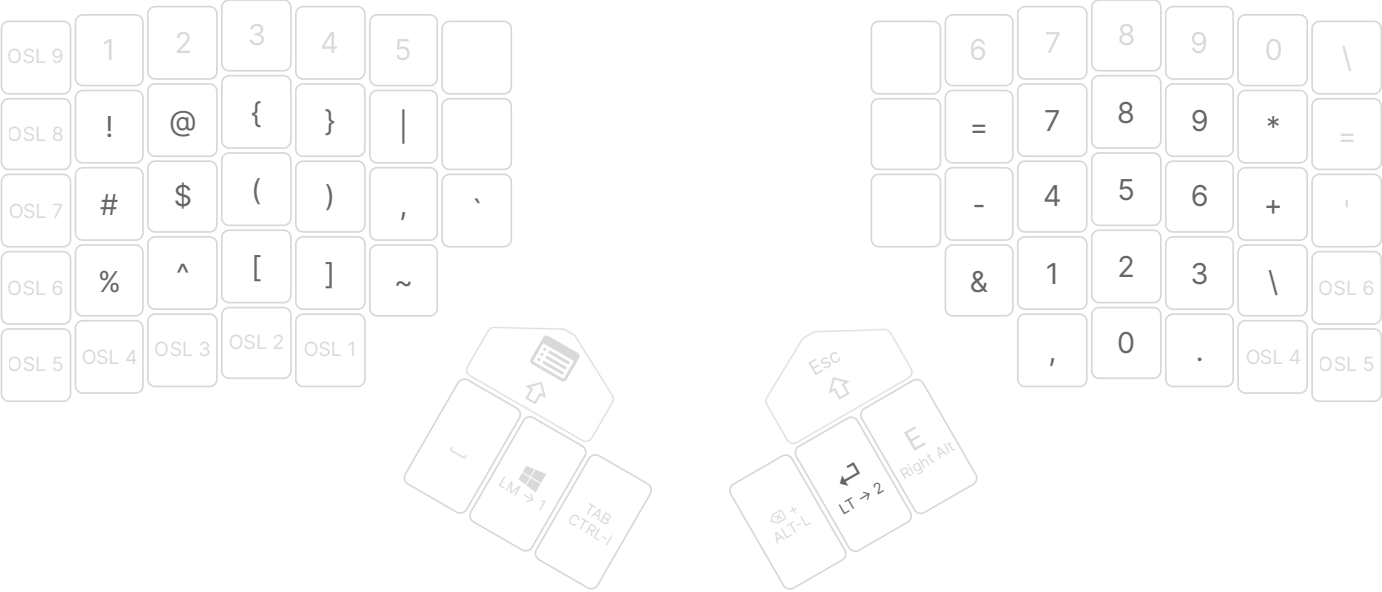 OSL 9 1 2 3 4 5 6 7 8 9 0 \
OSL 8 ! @ { } | = 7 8 9 * =
OSL 7 # $ ( ) , ` - 4 5 6 + '
OSL 6 % ^ [ ] ~ & 1 2 3 \ OSL 6
OSL 5 OSL 4 OSL 3 OSL 2 OSL 1 , 0 . OSL 4 OSL 5
Esc
E
Right Alt
LM → 1
LT → 2
TAB
CTRL-I
+
ALT-L